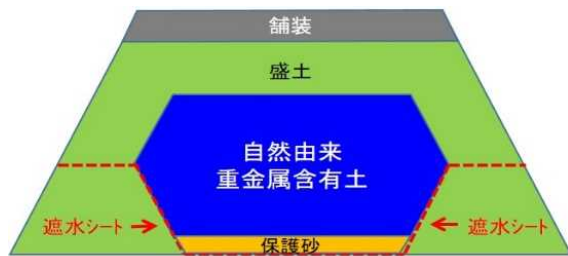 舗装
盛土
自然由来
重金属含有土
遮水シート
遮水シート
保護砂